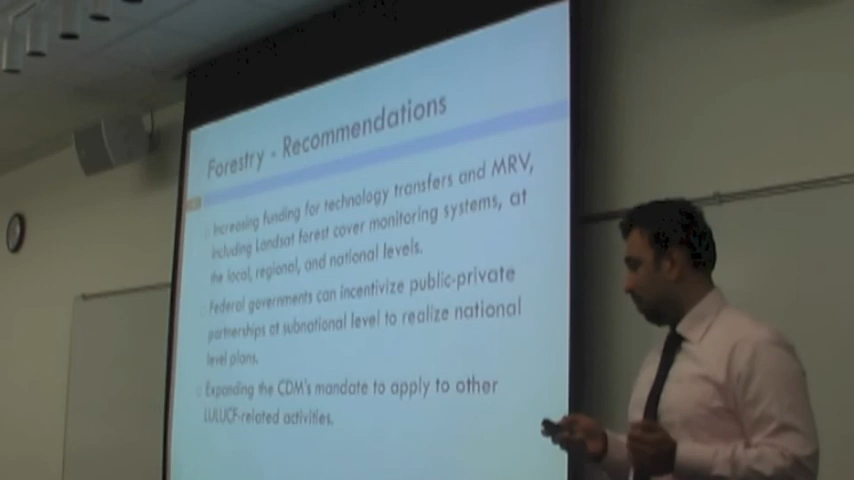 Forestry - Recommendations
Increasing funding for technology transfers and MRV,
including Landsat forest cover monitoring systems, at
the local, regional, and national levels.
Federal governments can incentivize public-private
partnerships at subnational level to realize national
level plans.
Expanding the CDM's mandate to apply to other
LULUCF-related activities.